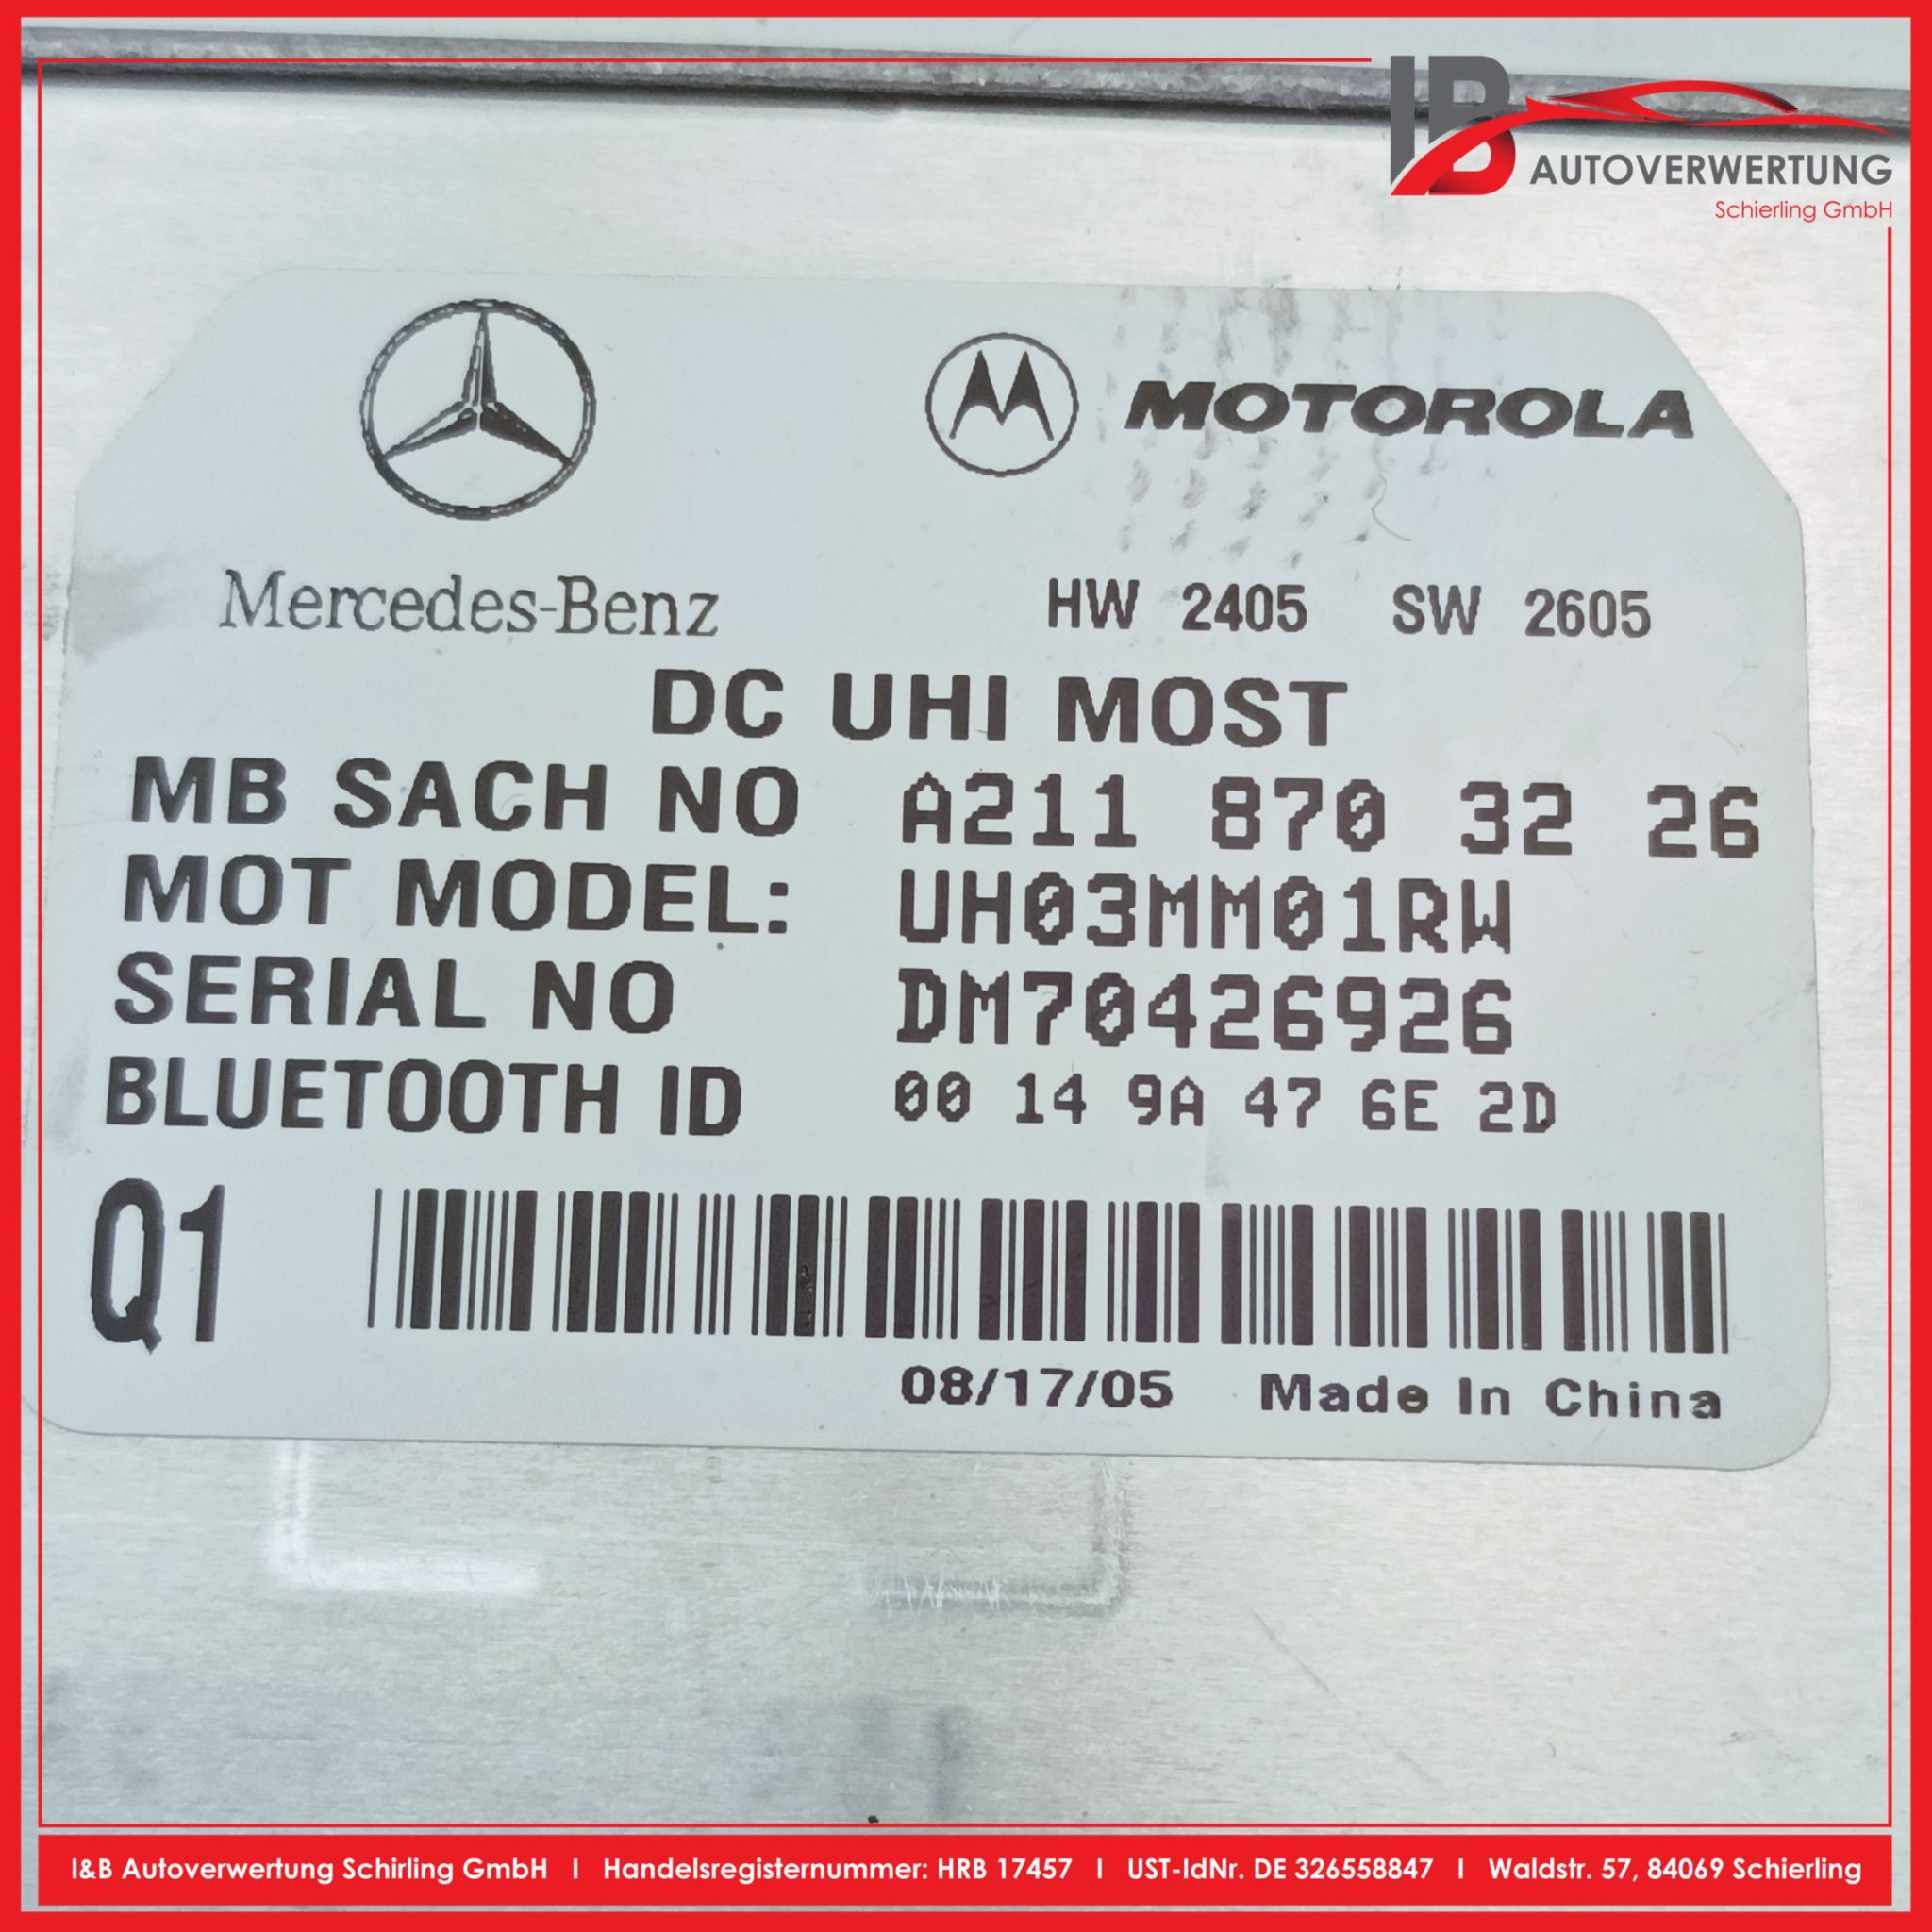 IB
AUTOVERWERTUNG
Schierling GmbH
MOTOROLA
Mercedes-Benz
HW 2405 SW 2605
DC UHI MOST
MB SACH NO A211 870 32 26
MOT MODEL: UH03MM01RW
SERIAL NO DM70426926
BLUETOOTH ID 00 14 9A 47 6E 2D
Q1
08/17/05 Made In China
I&B Autoverwertung Schirling GmbH I Handelsregisternummer: HRB 17457 I UST-IdNr. DE 326558847 I Waldstr. 57, 84069 Schierling